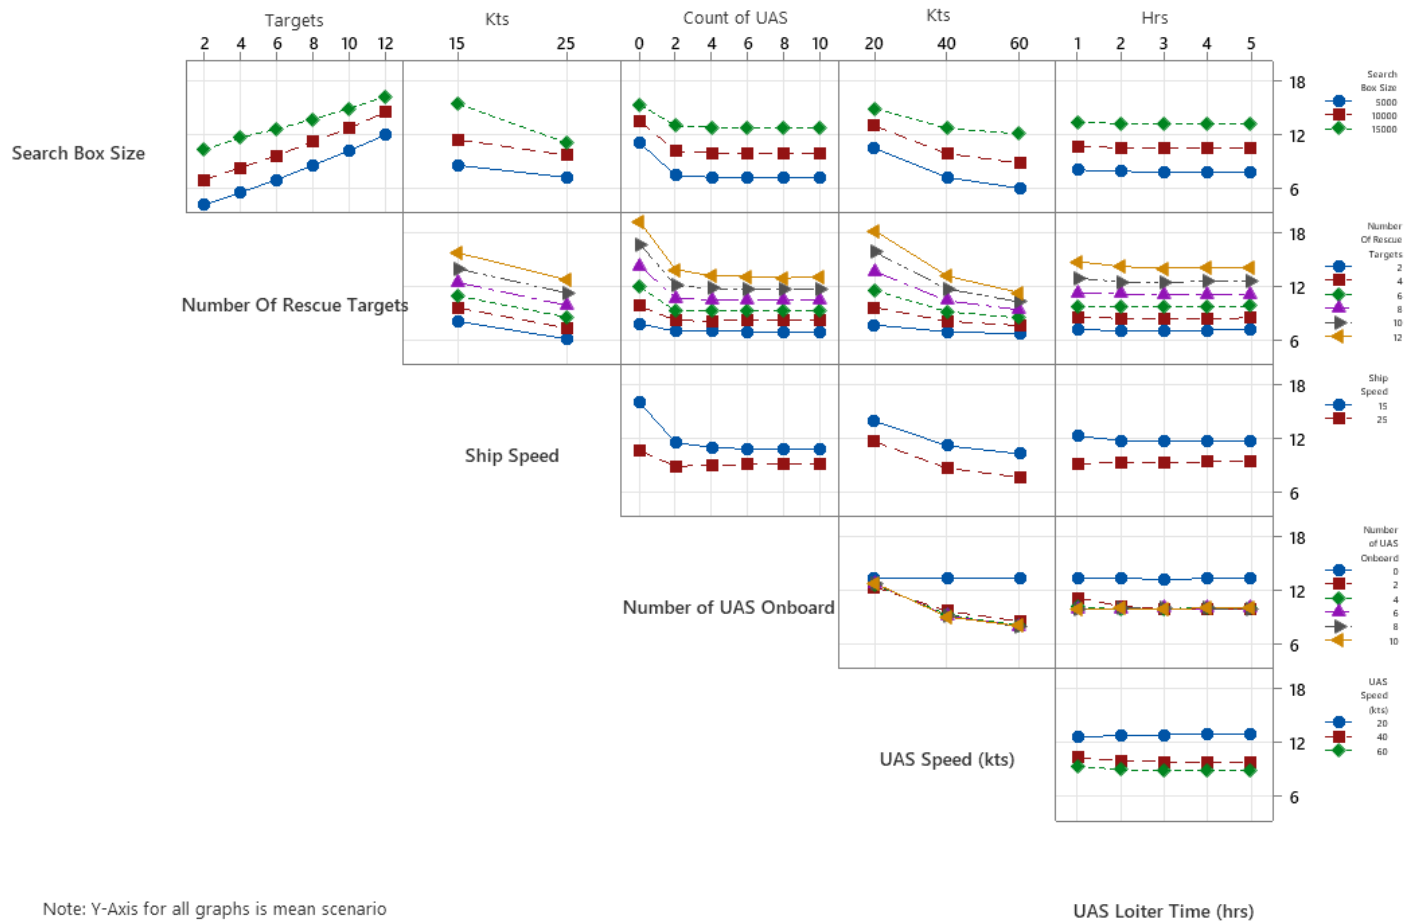 Targets Kts Count of UAS Kts Hrs
2 4 6 8 10 12 15 25 0 2 4 6 8 10 20 40 60 1 2 3 4 5
Search Box Size
18
12
6
Search
Box Size
5000
10000
15000
Number Of Rescue Targets
18
12
6
Number
Of Rescue
Targets
2
4
6
8
10
12
Ship Speed
18
12
6
Ship
Speed
15
25
Number of UAS Onboard
18
12
6
Number
of UAS
Onboard
0
2
4
6
8
10
UAS Speed (kts)
18
12
6
UAS
Speed
(kts)
20
40
60
Note: Y-Axis for all graphs is mean scenario
UAS Loiter Time (hrs)